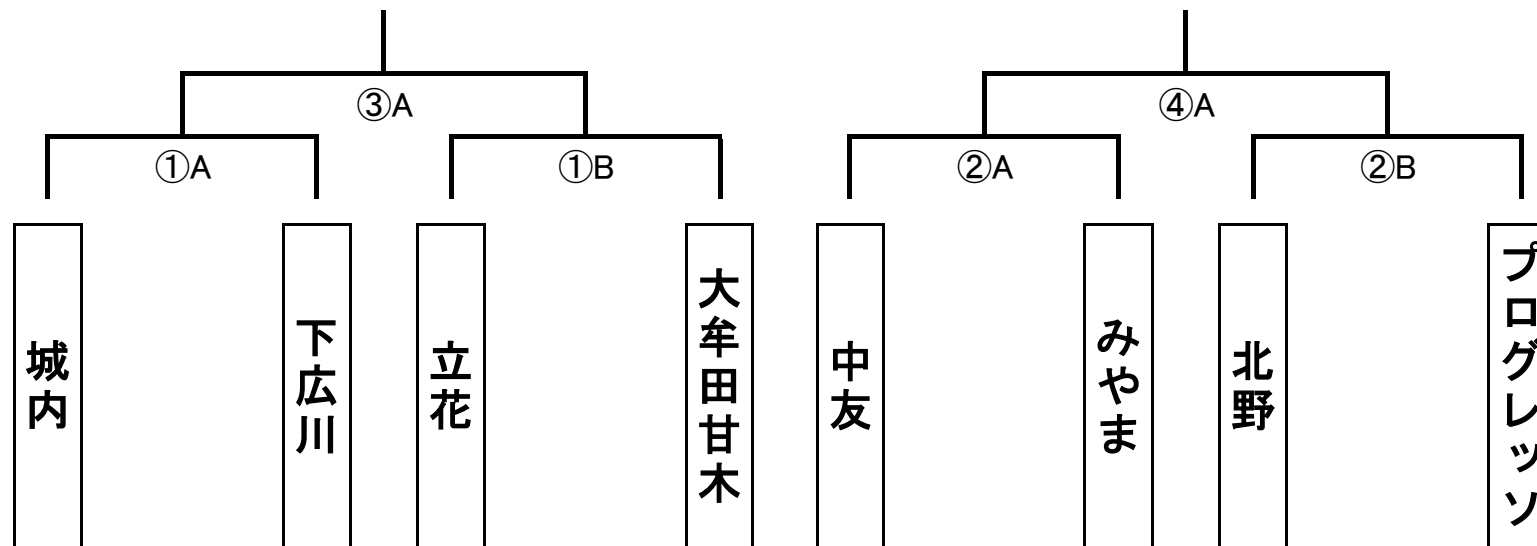 ③A
④A
①A
①B
②A
②B
城内
下広川
立花
大牟田甘木
中友
みやま
北野
プログレッソ